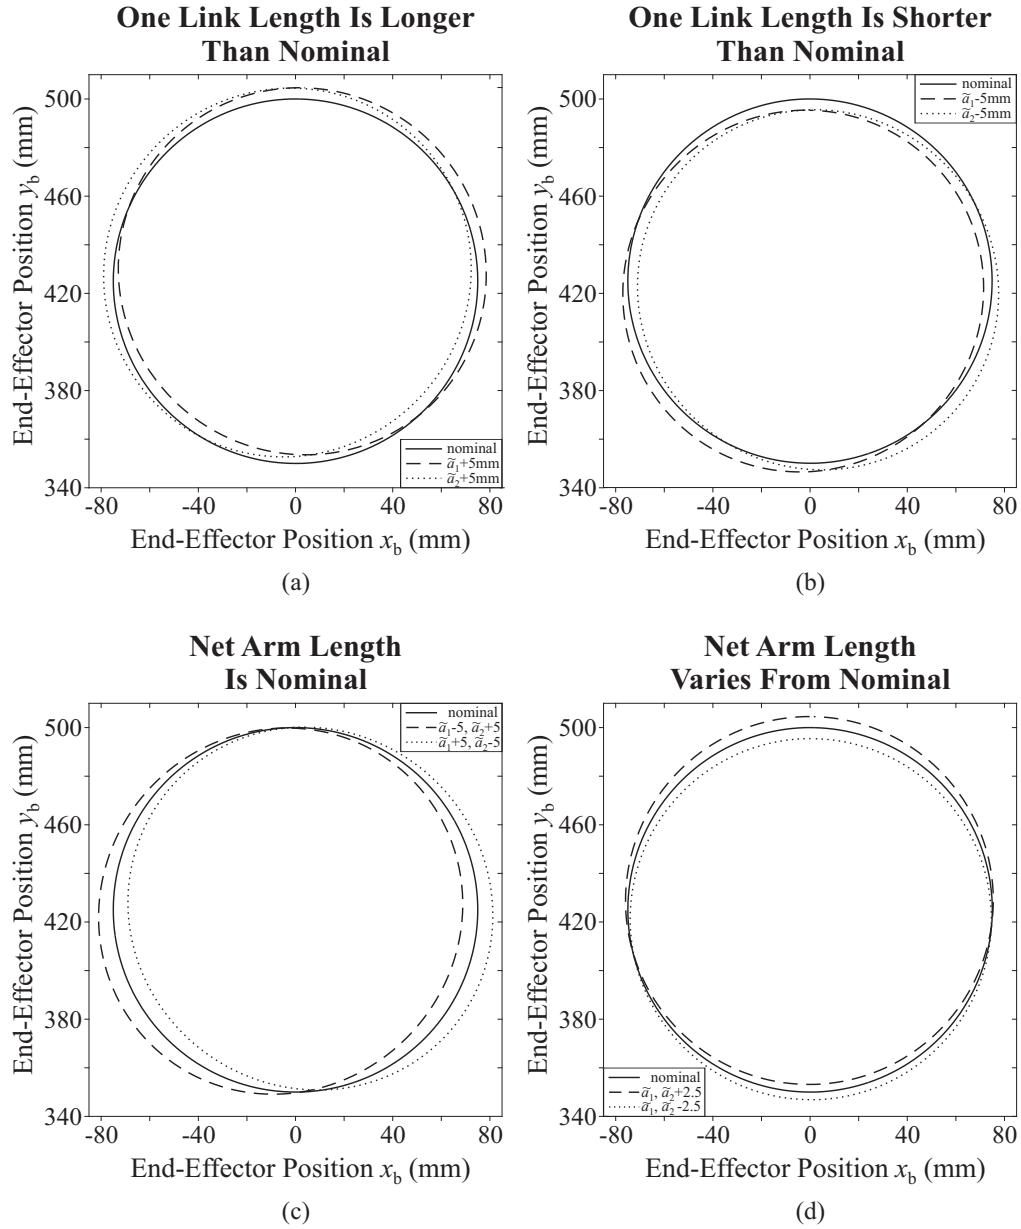 One Link Length Is Longer
Than Nominal
500
460
420
380
340
-80
-40
0
40
80
End-Effector Position y_b (mm)
End-Effector Position x_b (mm)
nominal
ã₁+5mm
ã₂+5mm
(a)
One Link Length Is Shorter
Than Nominal
500
460
420
380
340
-80
-40
0
40
80
End-Effector Position y_b (mm)
End-Effector Position x_b (mm)
nominal
ã₁-5mm
ã₂-5mm
(b)
Net Arm Length
Is Nominal
500
460
420
380
340
-80
-40
0
40
80
End-Effector Position y_b (mm)
End-Effector Position x_b (mm)
nominal
ã₁-5, ã₂+5
ã₁+5, ã₂-5
(c)
Net Arm Length
Varies From Nominal
500
460
420
380
340
-80
-40
0
40
80
End-Effector Position y_b (mm)
End-Effector Position x_b (mm)
nominal
ã₁, ã₂+2.5
ã₁, ã₂-2.5
(d)